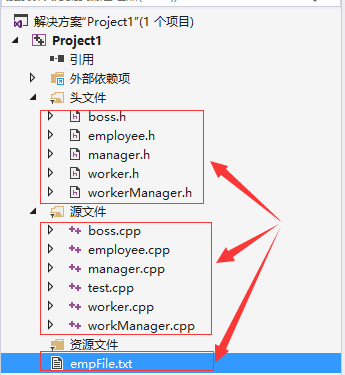 解决方案"Project1"(1 个项目)
Project1
引用
外部依赖项
头文件
boss.h
employee.h
manager.h
worker.h
workerManager.h
源文件
boss.cpp
employee.cpp
manager.cpp
test.cpp
worker.cpp
workManager.cpp
资源文件
empFile.txt